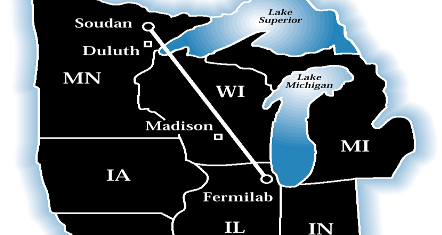 Lake
Superior
Soudan
Duluth
MN
WI
Lake
Michigan
Madison
MI
IA
Fermilab
IL
IN